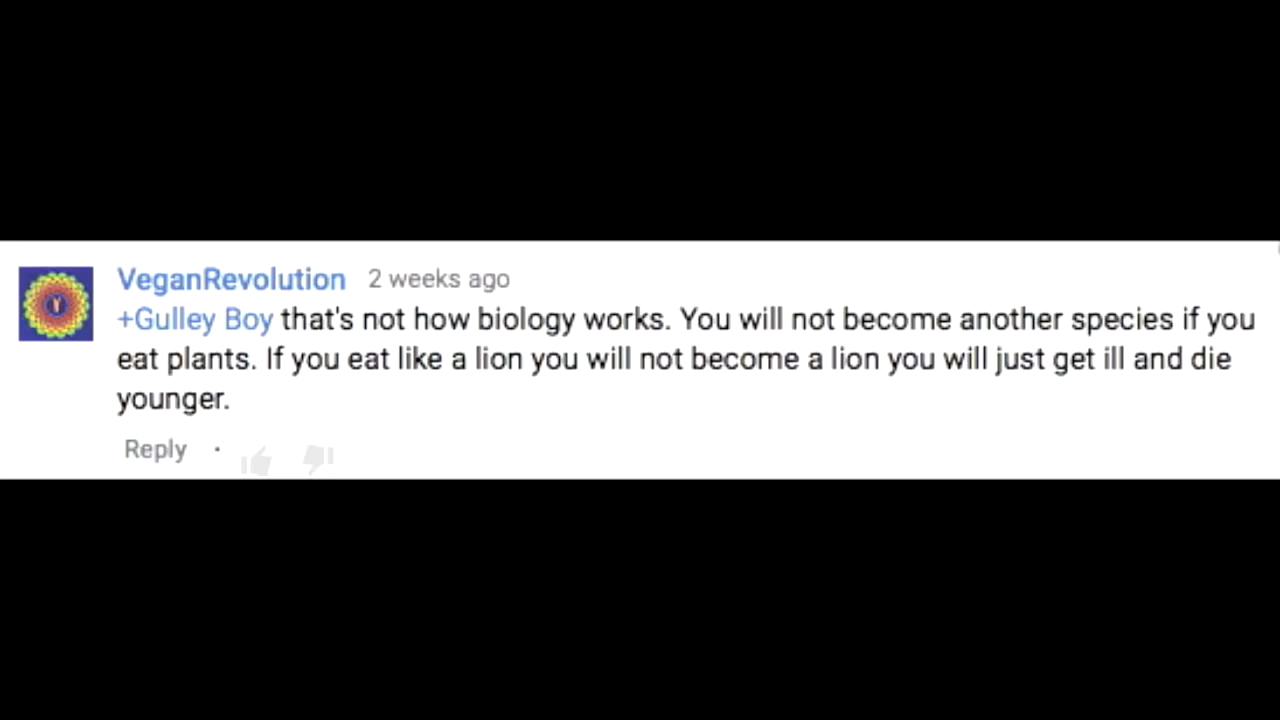 VeganRevolution 2 weeks ago
+Gulley Boy that's not how biology works. You will not become another species if you
eat plants. If you eat like a lion you will not become a lion you will just get ill and die
younger.
Reply ·